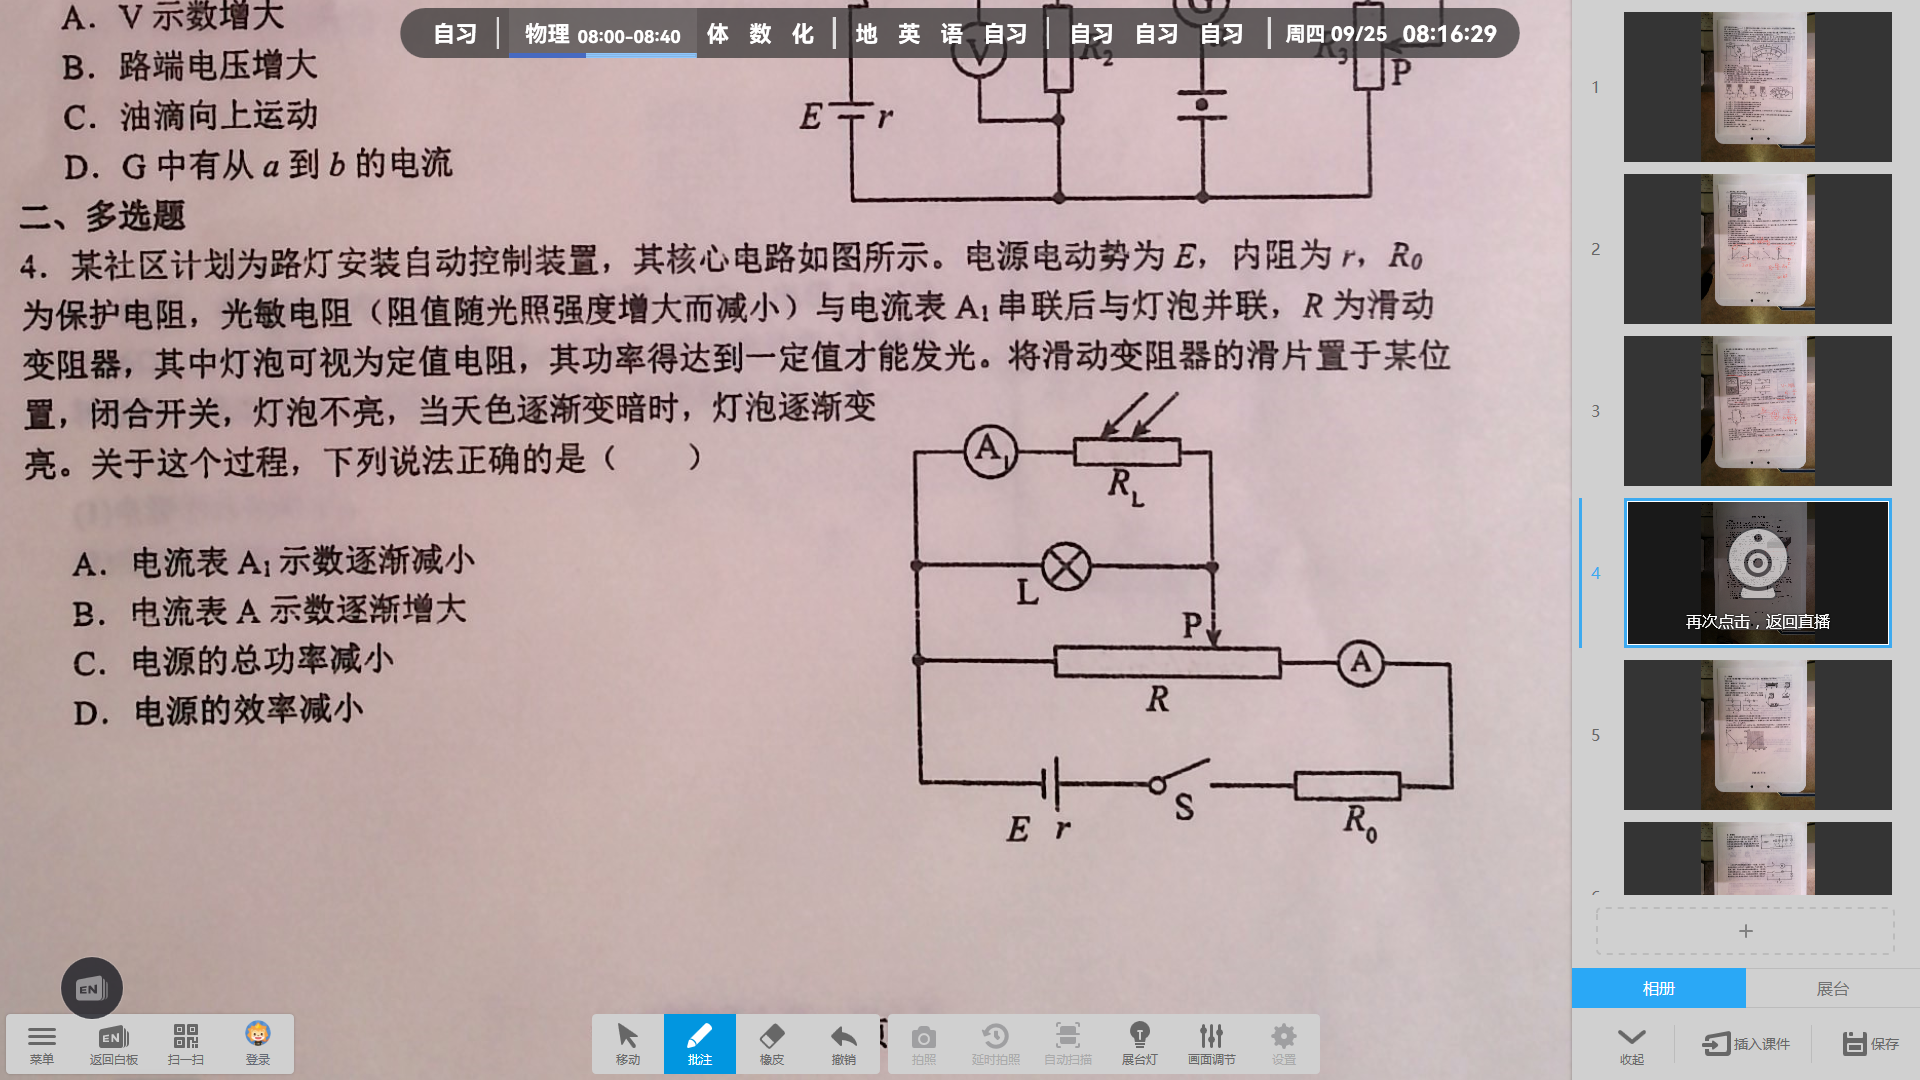 自习 物理 08:00-08:40 体 数 化 地 英 语 自习 自习 自习 自习 周四 09/25 08:16:29
A. V 示数增大
B. 路端电压增大
C. 油滴向上运动
D. G 中有从 a 到 b 的电流
V
R₂
G
R₃
P
E
r
二、多选题
4. 某社区计划为路灯安装自动控制装置，其核心电路如图所示。电源电动势为 E，内阻为 r，R₀
为保护电阻，光敏电阻（阻值随光照强度增大而减小）与电流表 A₁ 串联后与灯泡并联，R 为滑动
变阻器，其中灯泡可视为定值电阻，其功率得达到一定值才能发光。将滑动变阻器的滑片置于某位
置，闭合开关，灯泡不亮，当天色逐渐变暗时，灯泡逐渐变
亮。关于这个过程，下列说法正确的是（　　）
A. 电流表 A₁ 示数逐渐减小
B. 电流表 A 示数逐渐增大
C. 电源的总功率减小
D. 电源的效率减小
A₁
R_L
L
P
A
R
E r
S
R₀
1
2
3
4
再次点击，返回直播
5
+
相册 展台
EN
菜单
EN
返回白板
扫一扫
登录
移动
批注
橡皮
撤销
拍照
延时拍照
自动扫描
展台灯
画面调节
设置
收起
插入课件
保存